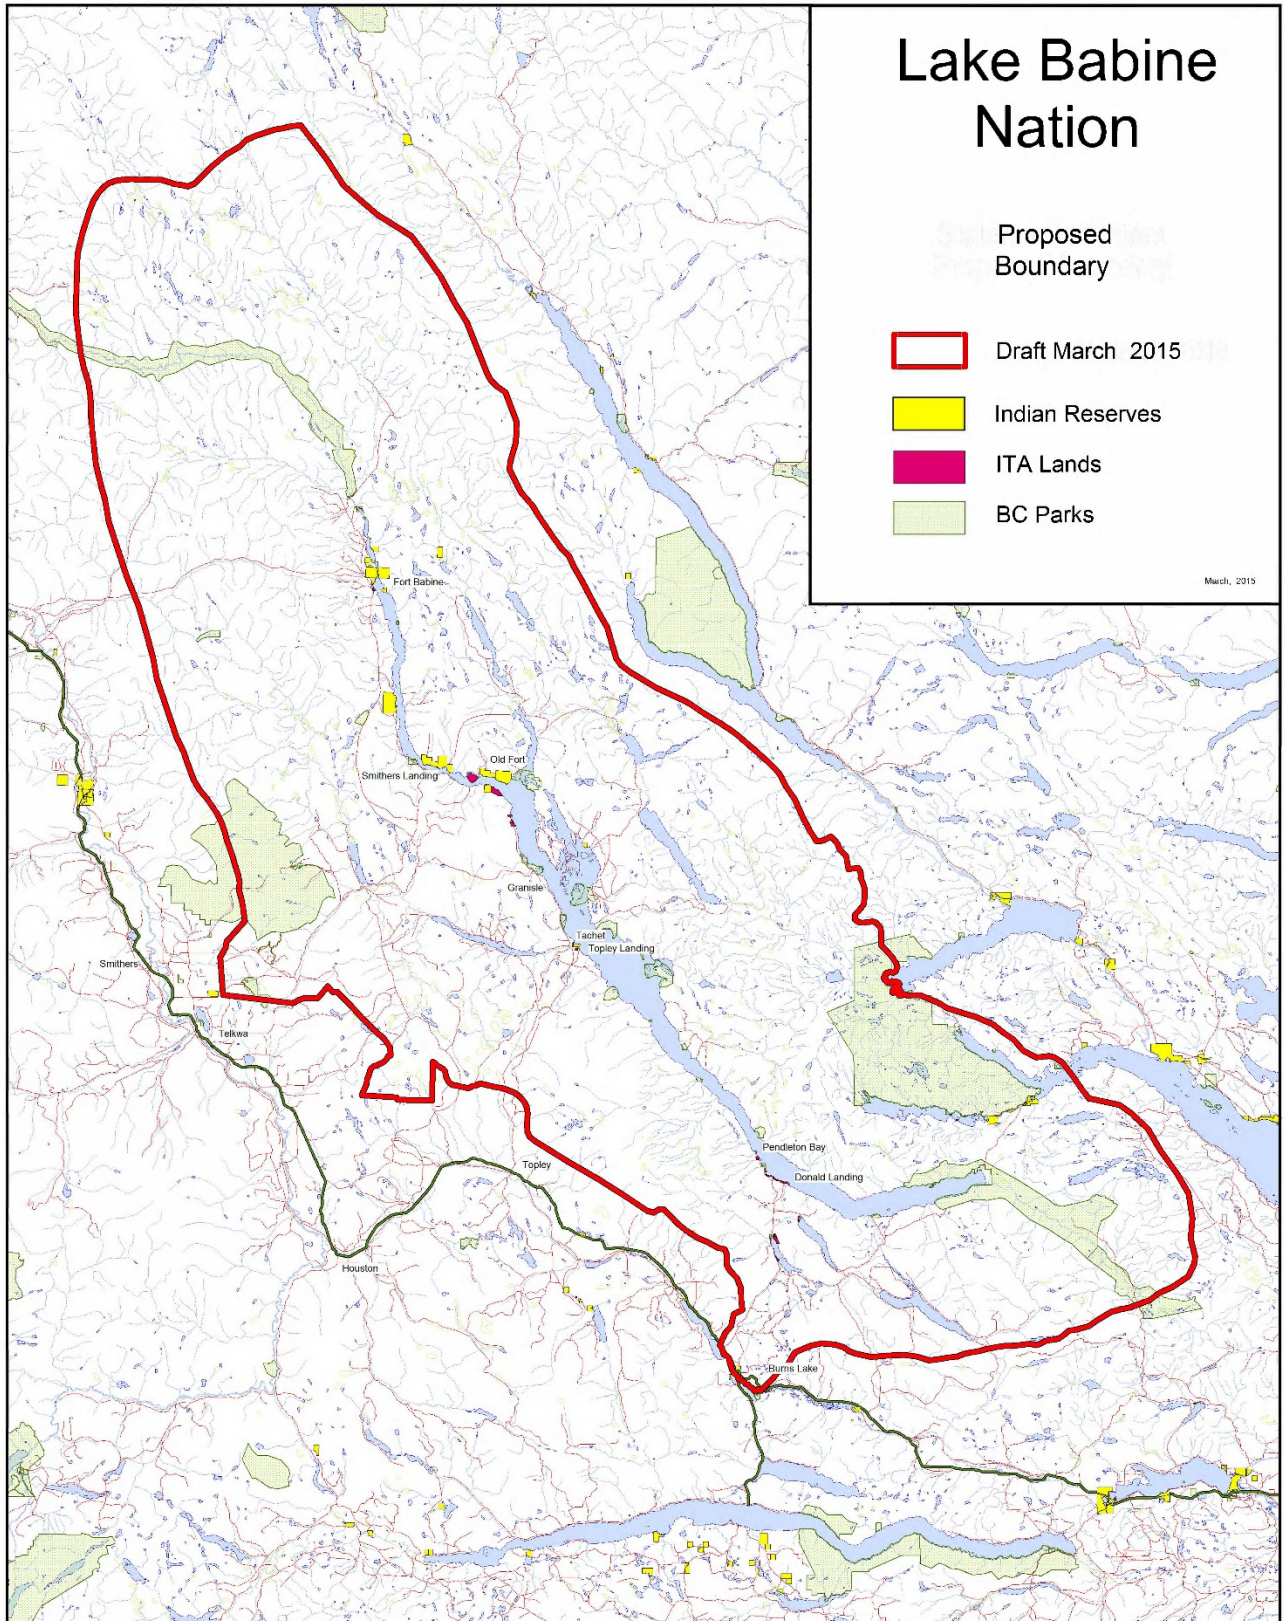 Lake Babine
Nation
Proposed
Boundary
Draft March 2015
Indian Reserves
ITA Lands
BC Parks
March, 2015
Fort Babine
Old Fort
Smithers Landing
Granisle
Tachet
Topley Landing
Smithers
Telkwa
Pendleton Bay
Topley
Donald Landing
Houston
Burns Lake